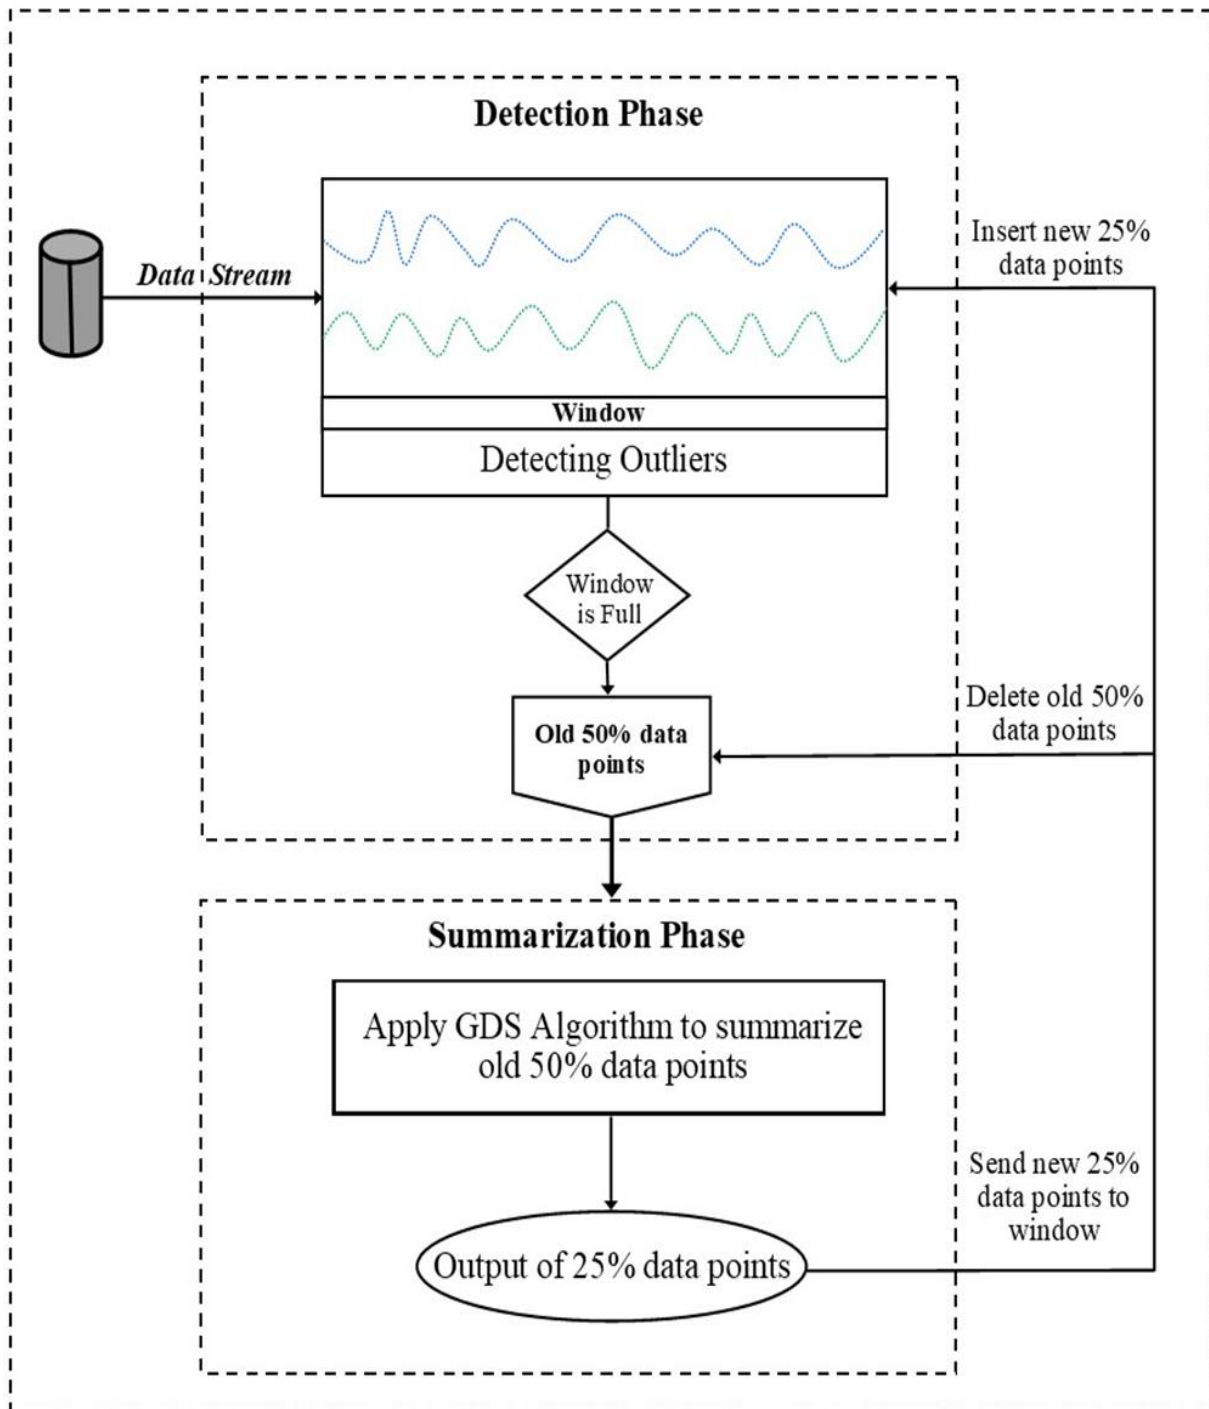 Detection Phase
Data Stream
Insert new 25%
data points
Window
Detecting Outliers
Window
is Full
Old 50% data
points
Delete old 50%
data points
Summarization Phase
Apply GDS Algorithm to summarize
old 50% data points
Send new 25%
data points to
window
Output of 25% data points